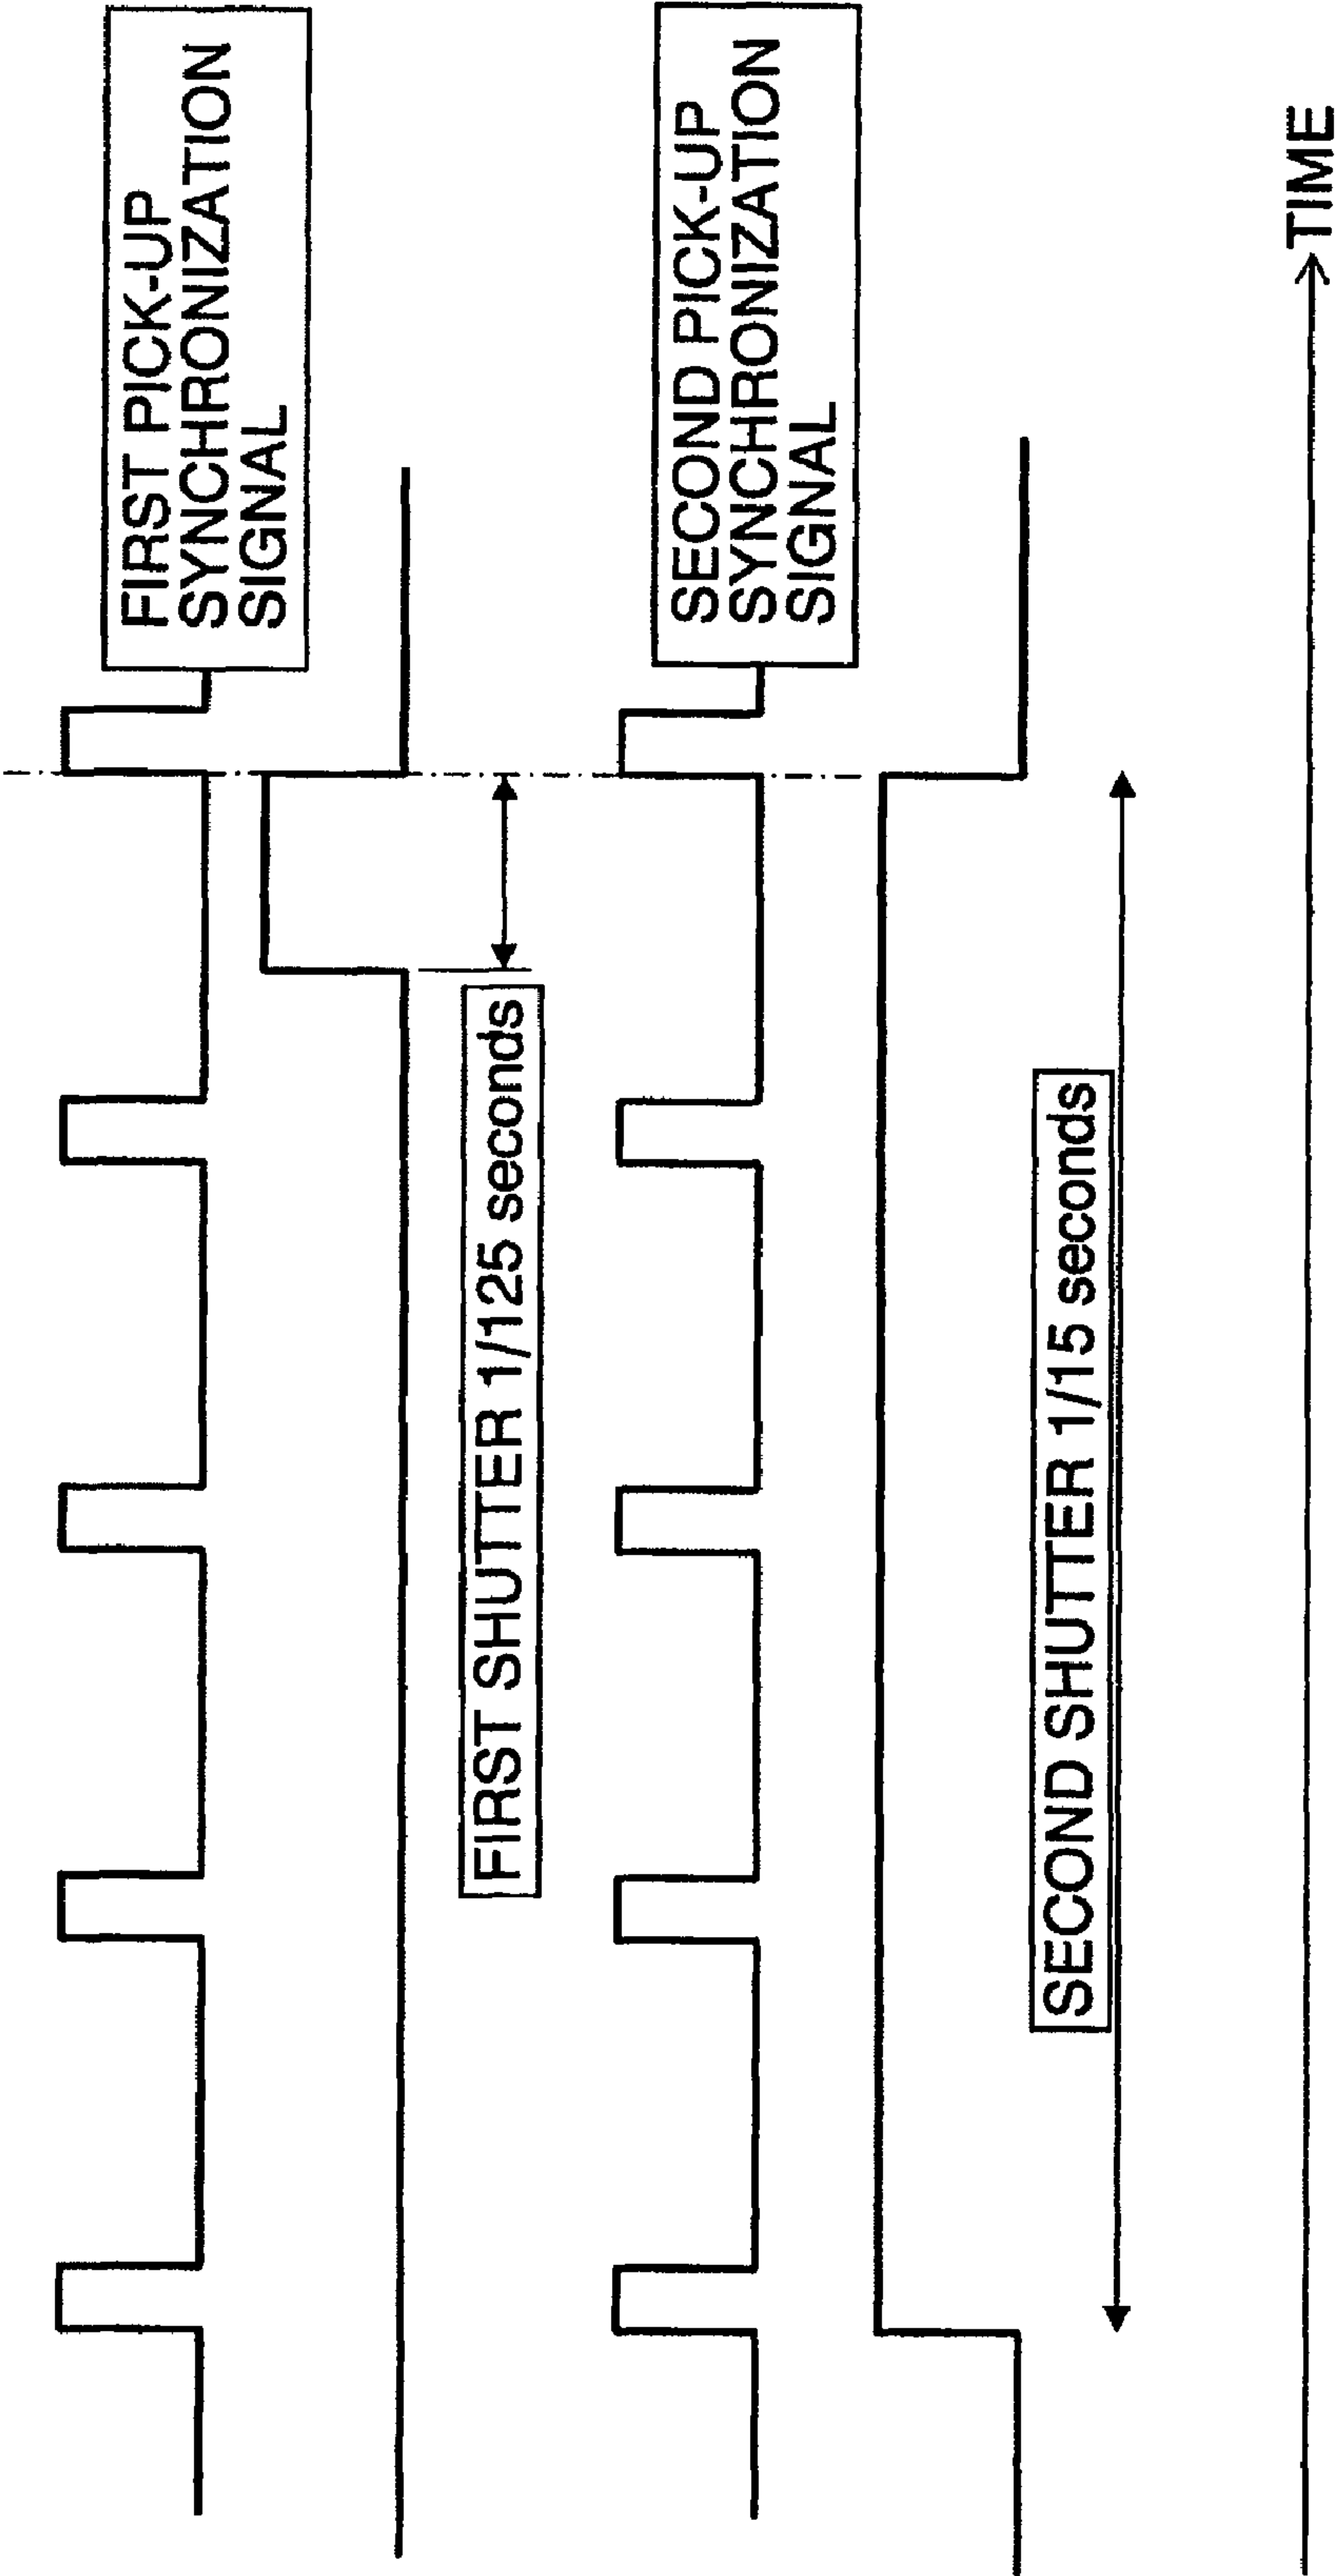 FIRST PICK-UP
SYNCHRONIZATION
SIGNAL
FIRST SHUTTER 1/125 seconds
SECOND PICK-UP
SYNCHRONIZATION
SIGNAL
SECOND SHUTTER 1/15 seconds
TIME